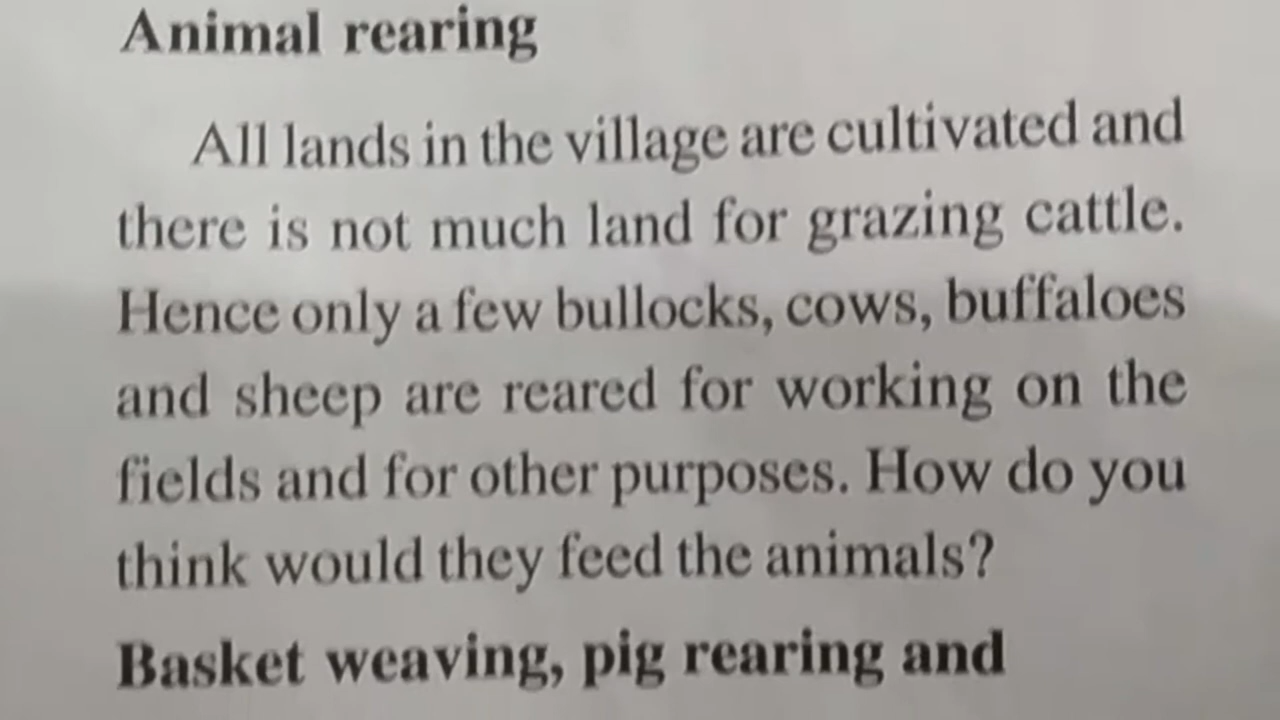 Animal rearing
All lands in the village are cultivated and
there is not much land for grazing cattle.
Hence only a few bullocks, cows, buffaloes
and sheep are reared for working on the
fields and for other purposes. How do you
think would they feed the animals?
Basket weaving, pig rearing and